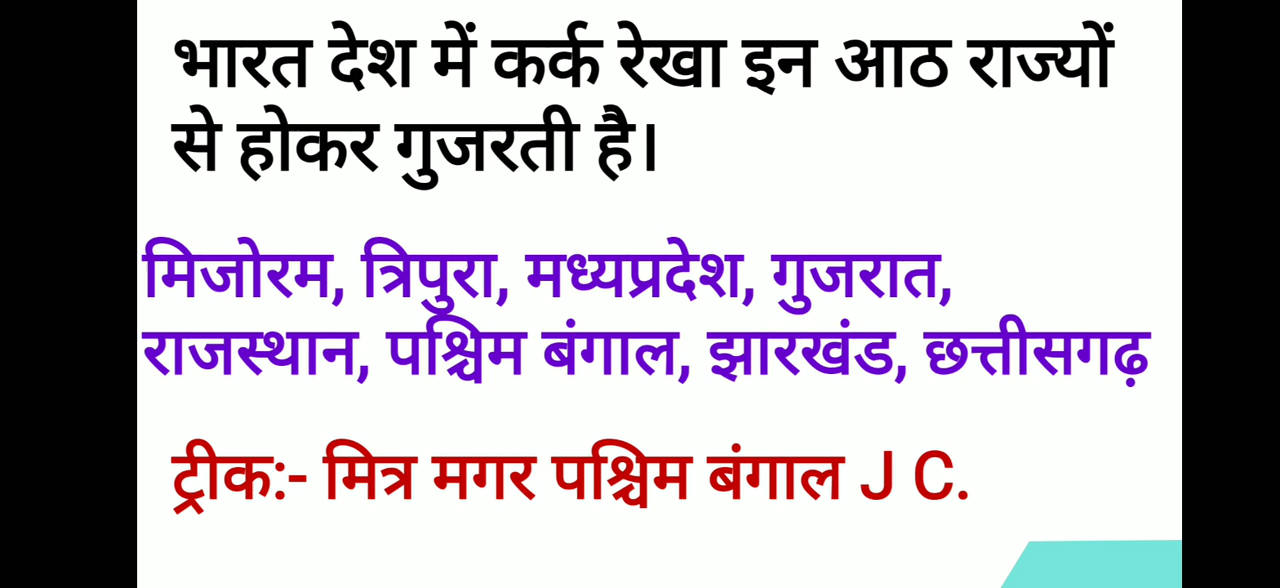 भारत देश में कर्क रेखा इन आठ राज्यों
से होकर गुजरती है।
मिजोरम, त्रिपुरा, मध्यप्रदेश, गुजरात,
राजस्थान, पश्चिम बंगाल, झारखंड, छत्तीसगढ़
ट्रीक:- मित्र मगर पश्चिम बंगाल J C.